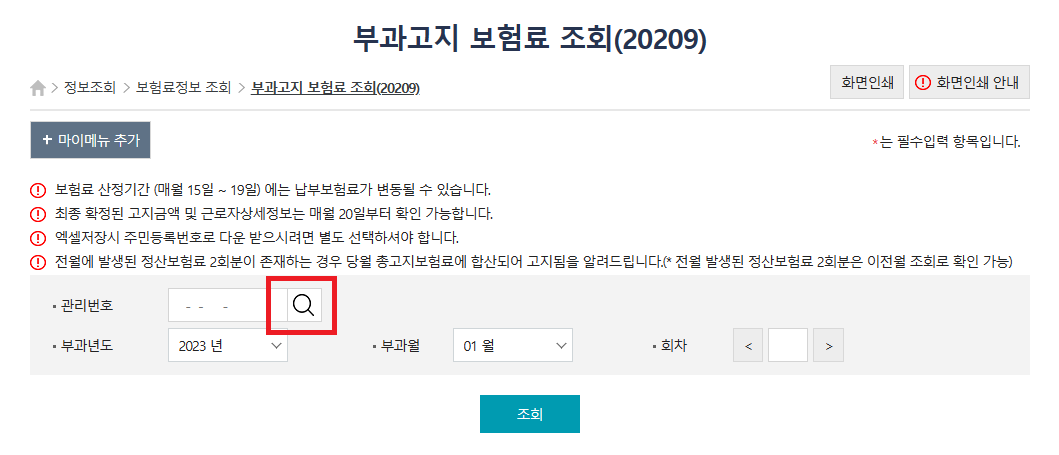 부과고지 보험료 조회(20209)
정보조회 > 보험료정보 조회 > 부과고지 보험료 조회(20209)
화면인쇄
화면인쇄 안내
+ 마이메뉴 추가
*는 필수입력 항목입니다.
보험료 산정기간 (매월 15일 ~ 19일) 에는 납부보험료가 변동될 수 있습니다.
최종 확정된 고지금액 및 근로자상세정보는 매월 20일부터 확인 가능합니다.
엑셀저장시 주민등록번호로 다운 받으시려면 별도 선택하셔야 합니다.
전월에 발생된 정산보험료 2회분이 존재하는 경우 당월 총고지보험료에 합산되어 고지됨을 알려드립니다.(* 전월 발생된 정산보험료 2회분은 이전월 조회로 확인 가능)
관리번호 - - -
부과년도 2023 년 부과월 01 월 회차 < >
조회